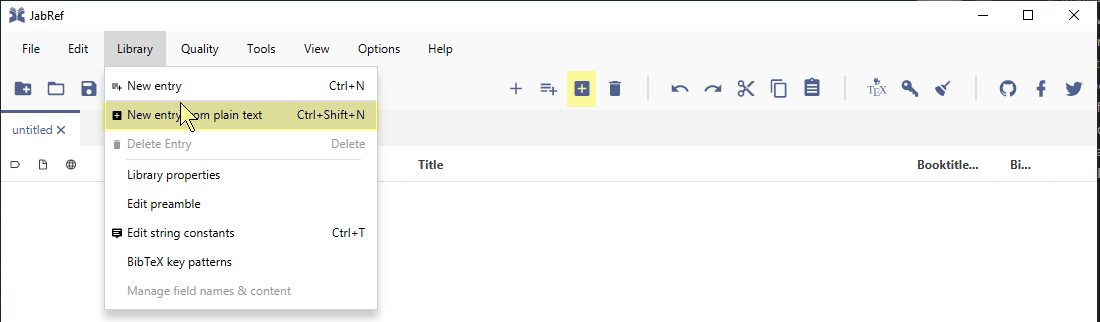 JabRef
File Edit Library Quality Tools View Options Help
New entry Ctrl+N
TEX
New entry from plain text Ctrl+Shift+N
untitled
Delete Entry Delete
Title Booktitle... Bi...
Library properties
Edit preamble
Edit string constants Ctrl+T
BibTeX key patterns
Manage field names & content